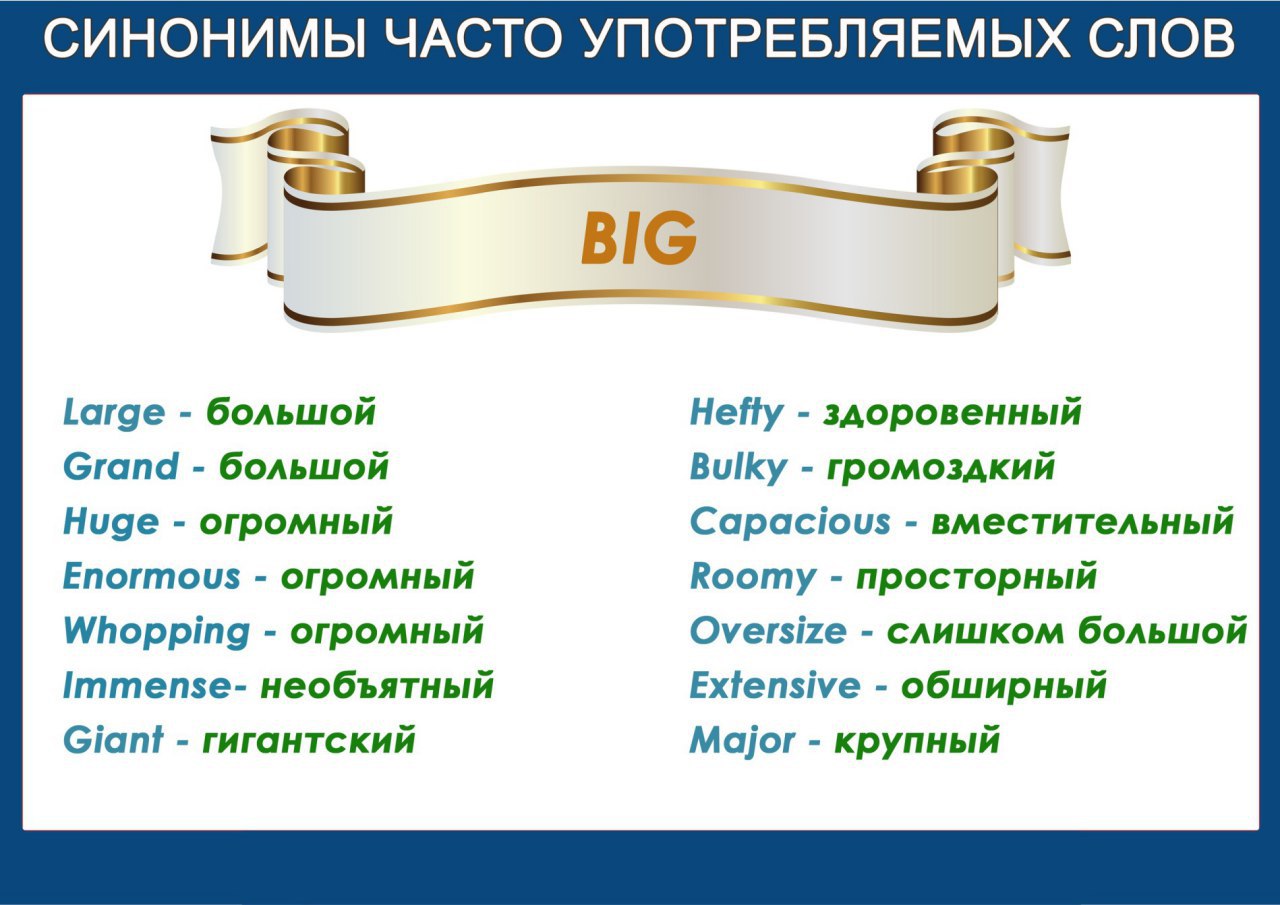 СИНОНИМЫ ЧАСТО УПОТРЕБЛЯЕМЫХ СЛОВ
BIG
Large - большой
Grand - большой
Huge - огромный
Enormous - огромный
Whopping - огромный
Immense- необъятный
Giant - гигантский
Hefty - здоровенный
Bulky - громоздкий
Capacious - вместительный
Roomy - просторный
Oversize - слишком большой
Extensive - обширный
Major - крупный